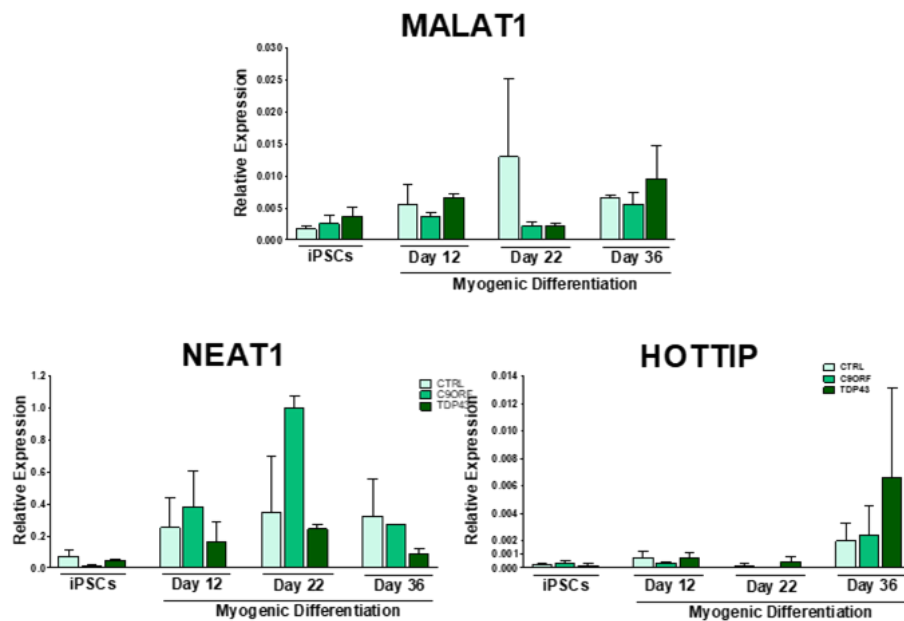 MALAT1
Relative Expression
0.030
0.025
0.020
0.015
0.010
0.005
0.000
iPSCs
Day 12
Day 22
Day 36
Myogenic Differentiation
NEAT1
Relative Expression
1.2
1.0
0.8
0.6
0.4
0.2
0.0
CTRL
C9ORF
TDP43
iPSCs
Day 12
Day 22
Day 36
Myogenic Differentiation
HOTTIP
Relative Expression
0.014
0.012
0.010
0.008
0.006
0.004
0.002
0.001
0.000
CTRL
C9ORF
TDP43
iPSCs
Day 12
Day 22
Day 36
Myogenic Differentiation